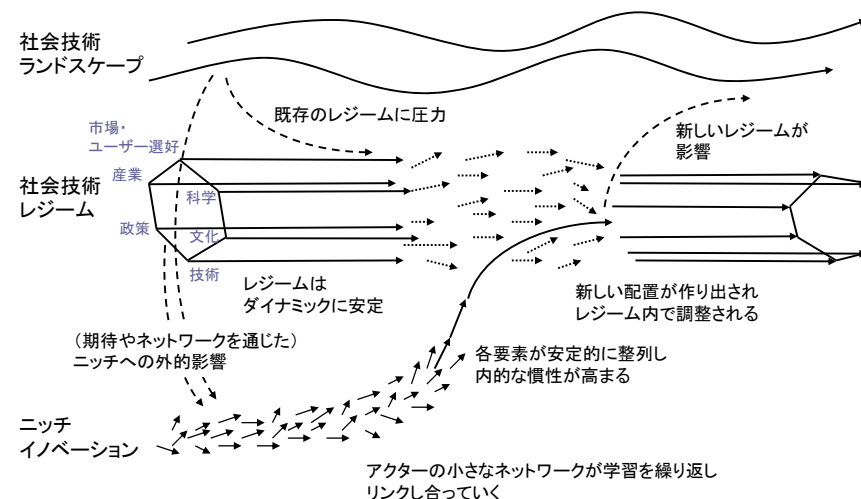 社会技術
ランドスケープ
既存のレジームに圧力
市場・
ユーザー選好
新しいレジームが
影響
産業
社会技術
レジーム
科学
政策
文化
技術
レジームは
ダイナミックに安定
新しい配置が作り出され
レジーム内で調整される
（期待やネットワークを通じた）
ニッチへの外的影響
各要素が安定的に整列し
内的な慣性が高まる
ニッチ
イノベーション
アクターの小さなネットワークが学習を繰り返し
リンクし合っていく